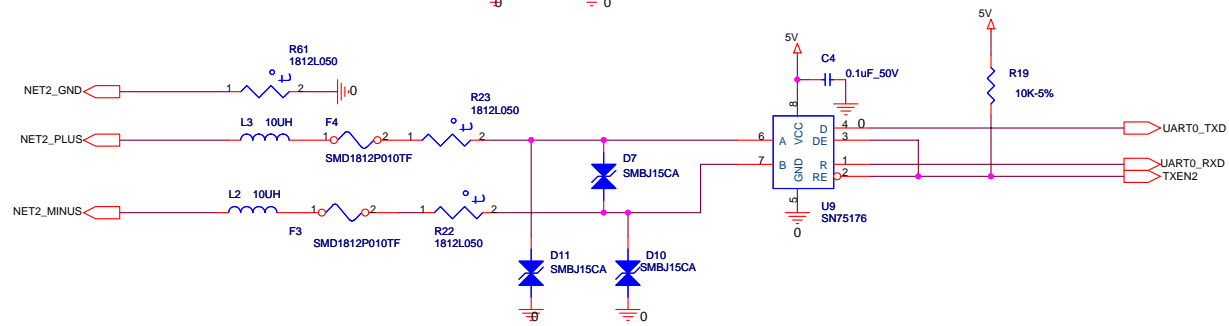 0 0
5V
5V
R61
1812L050
C4
0.1uF_50V
R19
10K-5%
NET2_GND
1 2
0
R23
1812L050
8
VCC
L3 10UH
F4
NET2_PLUS
1 2
1 2
SMD1812P010TF
6 A
D 4 0
UART0_TXD
DE 3
D7
SMBJ15CA
7 B
R 1
UART0_RXD
GND
RE 2
TXEN2
5
U9
SN75176
0
L2 10UH
NET2_MINUS
1 2
1 2
F3
SMD1812P010TF
R22
1812L050
D11
SMBJ15CA
D10
SMBJ15CA
0
0